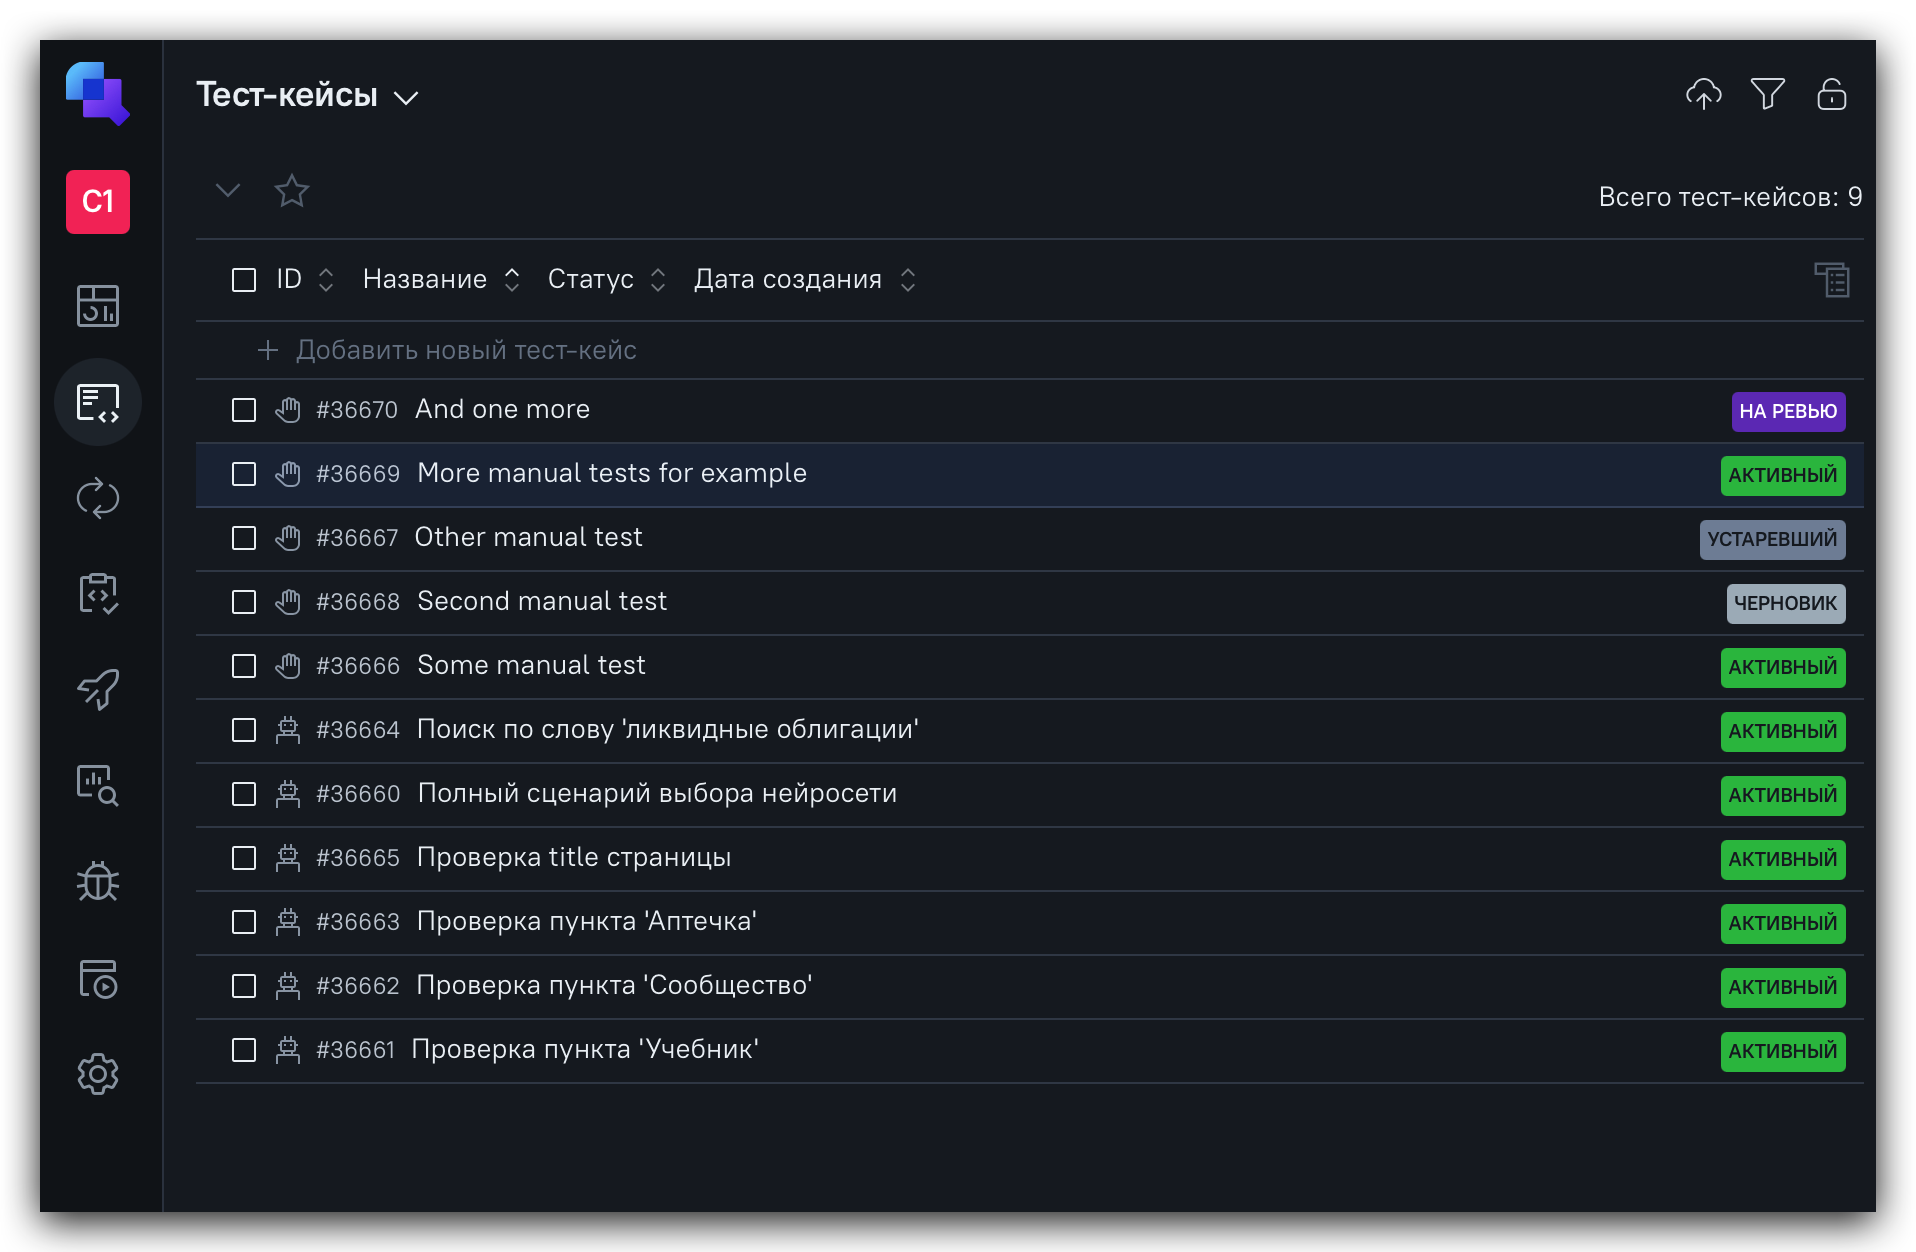 Тест-кейсы
С1
Всего тест-кейсов: 9
ID Название Статус Дата создания
+ Добавить новый тест-кейс
#36670 And one more НА РЕВЬЮ
#36669 More manual tests for example АКТИВНЫЙ
#36667 Other manual test УСТАРЕВШИЙ
#36668 Second manual test ЧЕРНОВИК
#36666 Some manual test АКТИВНЫЙ
#36664 Поиск по слову 'ликвидные облигации' АКТИВНЫЙ
#36660 Полный сценарий выбора нейросети АКТИВНЫЙ
#36665 Проверка title страницы АКТИВНЫЙ
#36663 Проверка пункта 'Аптечка' АКТИВНЫЙ
#36662 Проверка пункта 'Сообщество' АКТИВНЫЙ
#36661 Проверка пункта 'Учебник' АКТИВНЫЙ